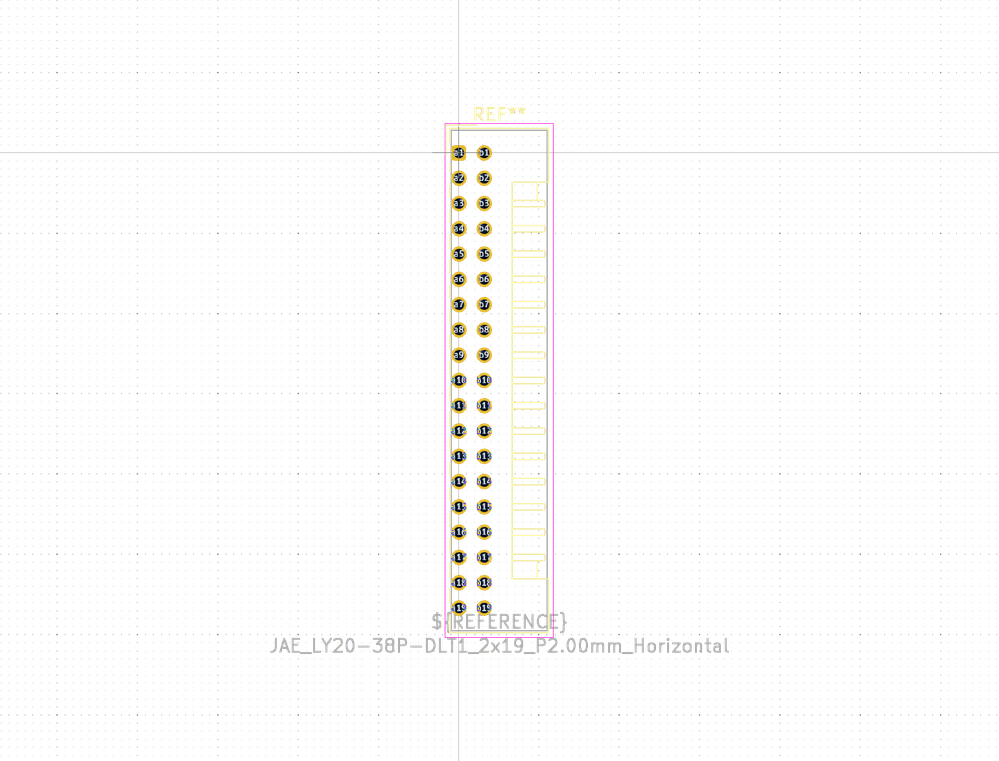 REF**
a1 b1
a2 b2
a3 b3
a4 b4
a5 b5
a6 b6
a7 b7
a8 b8
a9 b9
a10 b10
a11 b11
a12 b12
a13 b13
a14 b14
a15 b15
a16 b16
a17 b17
a18 b18
a19 b19
${REFERENCE}
JAE_LY20-38P-DLT1_2x19_P2.00mm_Horizontal